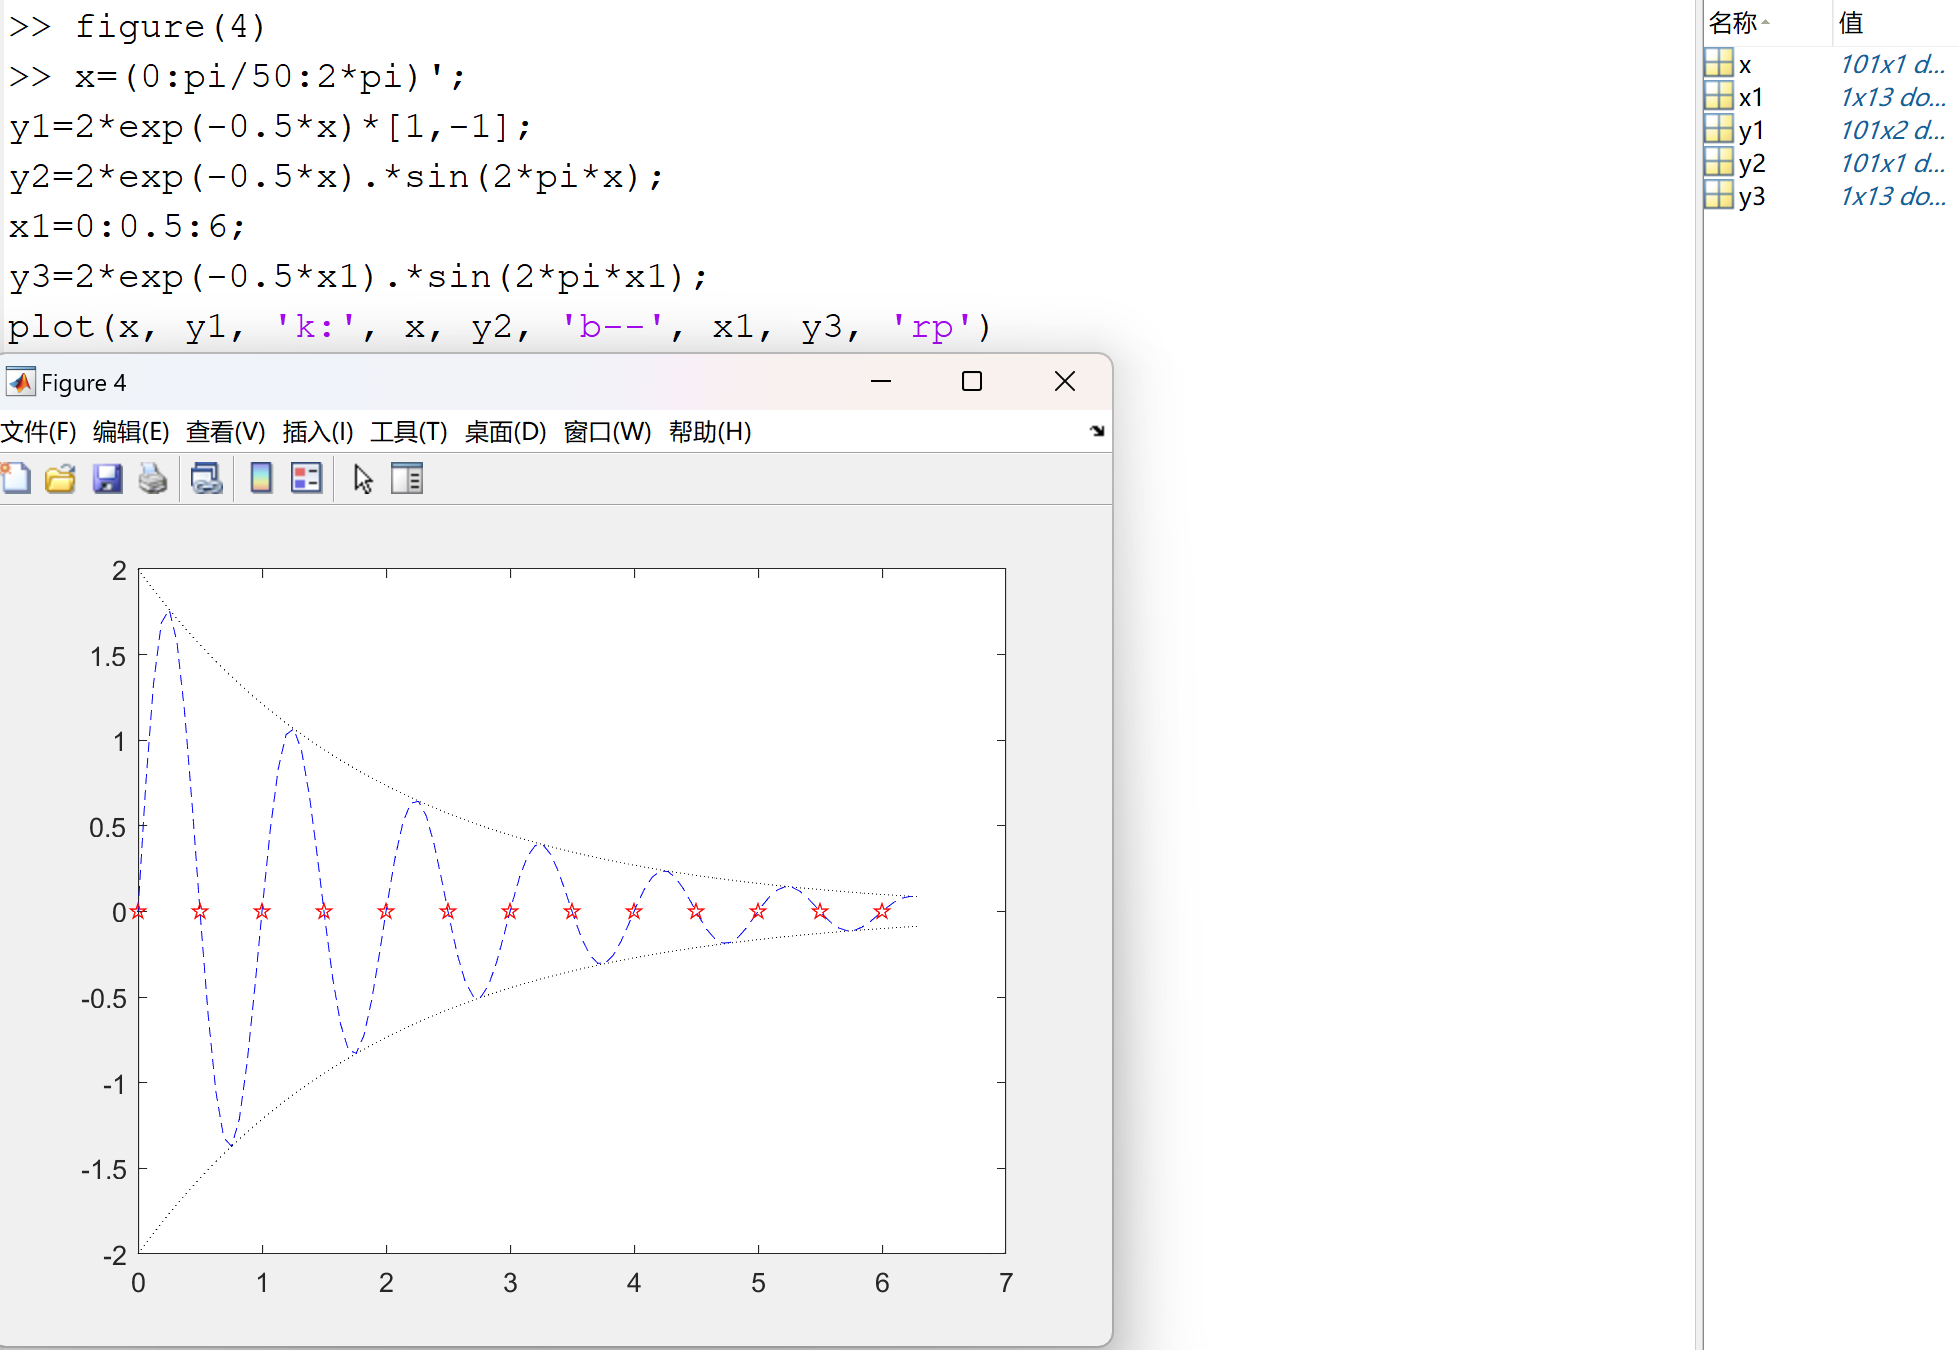 >> figure(4)
>> x=(0:pi/50:2*pi)';
y1=2*exp(-0.5*x)*[1,-1];
y2=2*exp(-0.5*x).*sin(2*pi*x);
x1=0:0.5:6;
y3=2*exp(-0.5*x1).*sin(2*pi*x1);
plot(x, y1, 'k:', x, y2, 'b--', x1, y3, 'rp')
Figure 4
文件(F) 编辑(E) 查看(V) 插入(I) 工具(T) 桌面(D) 窗口(W) 帮助(H)
2
1.5
1
0.5
0
-0.5
-1
-1.5
-2
0 1 2 3 4 5 6 7
名称 值
x 101x1 d...
x1 1x13 do...
y1 101x2 d...
y2 101x1 d...
y3 1x13 do...